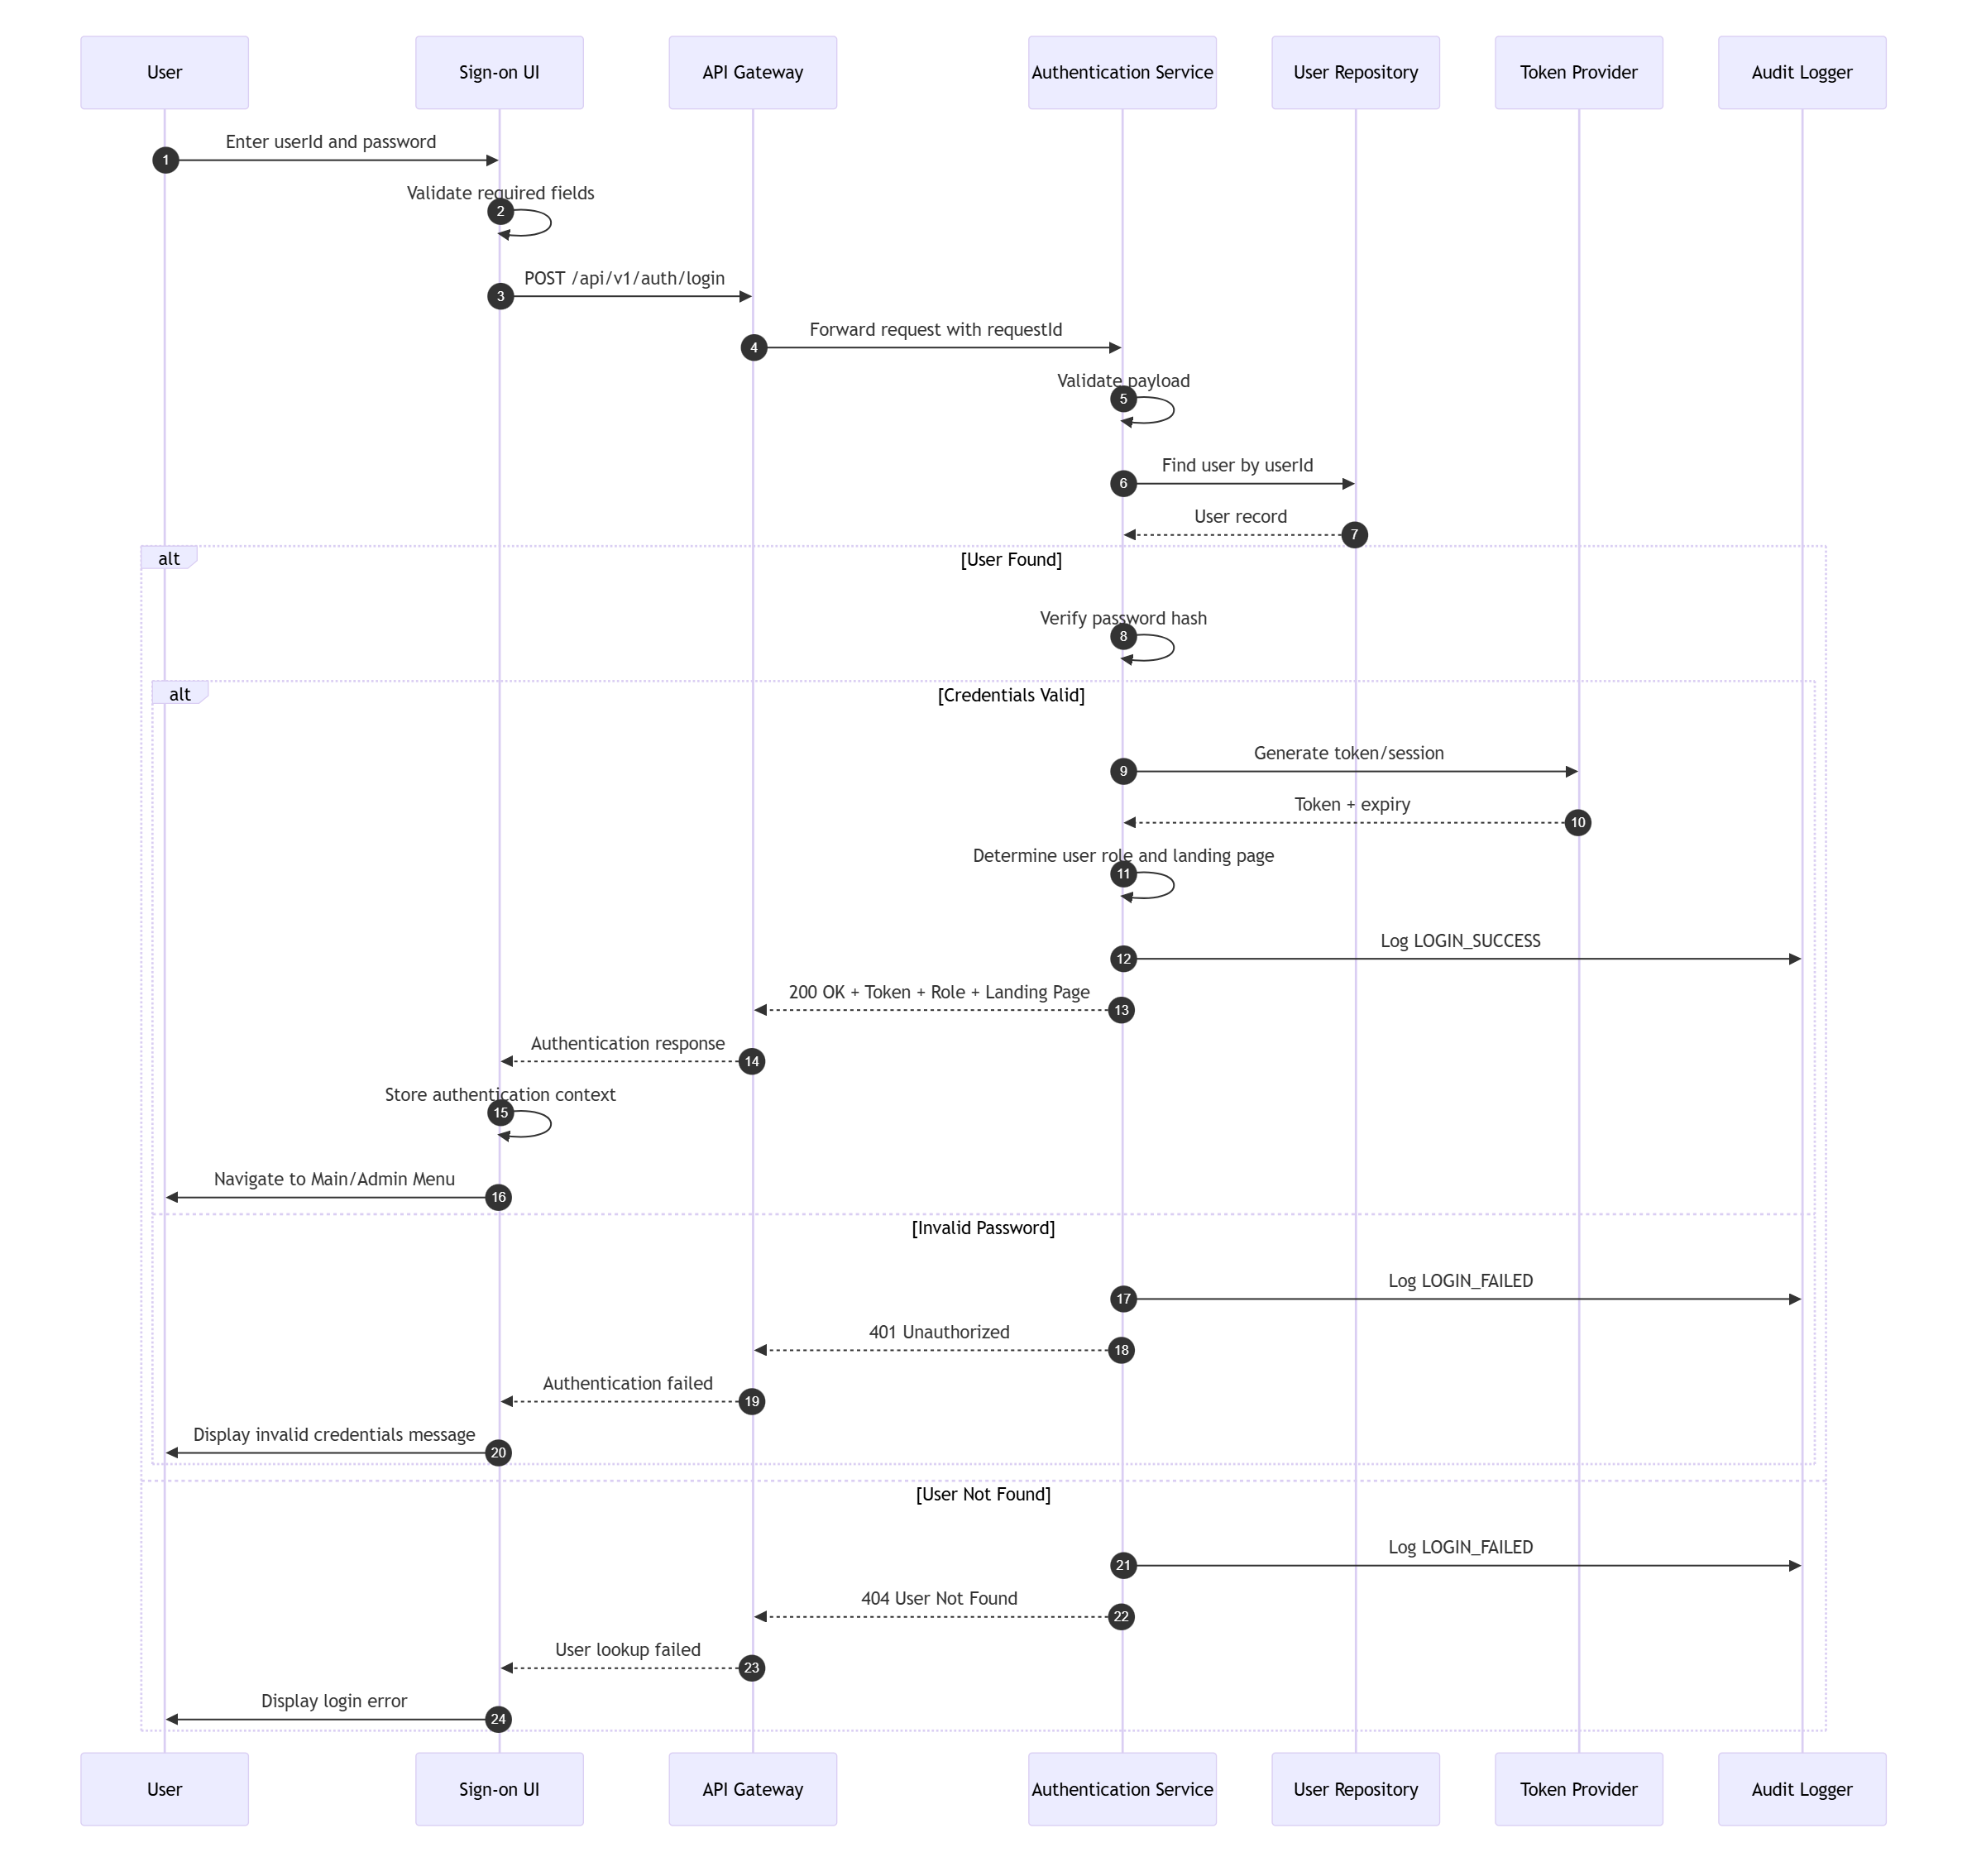 User
Sign-on UI
API Gateway
Authentication Service
User Repository
Token Provider
Audit Logger
Enter userId and password
1
Validate required fields
2
POST /api/v1/auth/login
3
Forward request with requestId
4
Validate payload
5
Find user by userId
6
User record
7
alt
[User Found]
Verify password hash
8
alt
[Credentials Valid]
Generate token/session
9
Token + expiry
10
Determine user role and landing page
11
Log LOGIN_SUCCESS
12
200 OK + Token + Role + Landing Page
13
Authentication response
14
Store authentication context
15
Navigate to Main/Admin Menu
16
[Invalid Password]
Log LOGIN_FAILED
17
401 Unauthorized
18
Authentication failed
19
Display invalid credentials message
20
[User Not Found]
Log LOGIN_FAILED
21
404 User Not Found
22
User lookup failed
23
Display login error
24
User
Sign-on UI
API Gateway
Authentication Service
User Repository
Token Provider
Audit Logger